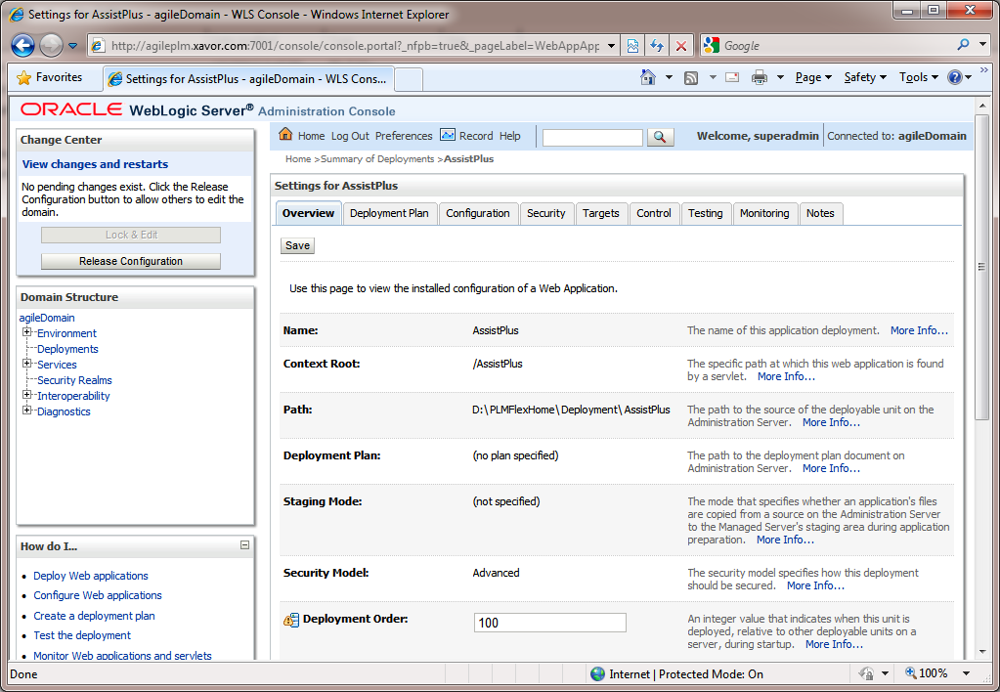 Settings for AssistPlus - agileDomain - WLS Console - Windows Internet Explorer
http://agileplm.xavor.com:7001/console/console.portal?_nfpb=true&_pageLabel=WebAppApp
Google
Favorites
Settings for AssistPlus - agileDomain - WLS Cons...
Page Safety Tools
ORACLE WebLogic Server® Administration Console
Change Center
View changes and restarts
No pending changes exist. Click the Release
Configuration button to allow others to edit the
domain.
Lock & Edit
Release Configuration
Domain Structure
agileDomain
Environment
Deployments
Services
Security Realms
Interoperability
Diagnostics
How do I...
Deploy Web applications
Configure Web applications
Create a deployment plan
Test the deployment
Monitor Web applications and servlets
Home Log Out Preferences Record Help
Welcome, superadmin
Connected to: agileDomain
Home >Summary of Deployments >AssistPlus
Settings for AssistPlus
Overview Deployment Plan Configuration Security Targets Control Testing Monitoring Notes
Save
Use this page to view the installed configuration of a Web Application.
Name:
AssistPlus
The name of this application deployment. More Info...
Context Root:
/AssistPlus
The specific path at which this web application is found
by a servlet. More Info...
Path:
D:\PLMFlexHome\Deployment\AssistPlus
The path to the source of the deployable unit on the
Administration Server. More Info...
Deployment Plan:
(no plan specified)
The path to the deployment plan document on
Administration Server. More Info...
Staging Mode:
(not specified)
The mode that specifies whether an application's files
are copied from a source on the Administration Server
to the Managed Server's staging area during application
preparation. More Info...
Security Model:
Advanced
The security model specifies how this deployment
should be secured. More Info...
Deployment Order:
100
An integer value that indicates when this unit is
deployed, relative to other deployable units on a
server, during startup. More Info...
Done
Internet | Protected Mode: On
100%